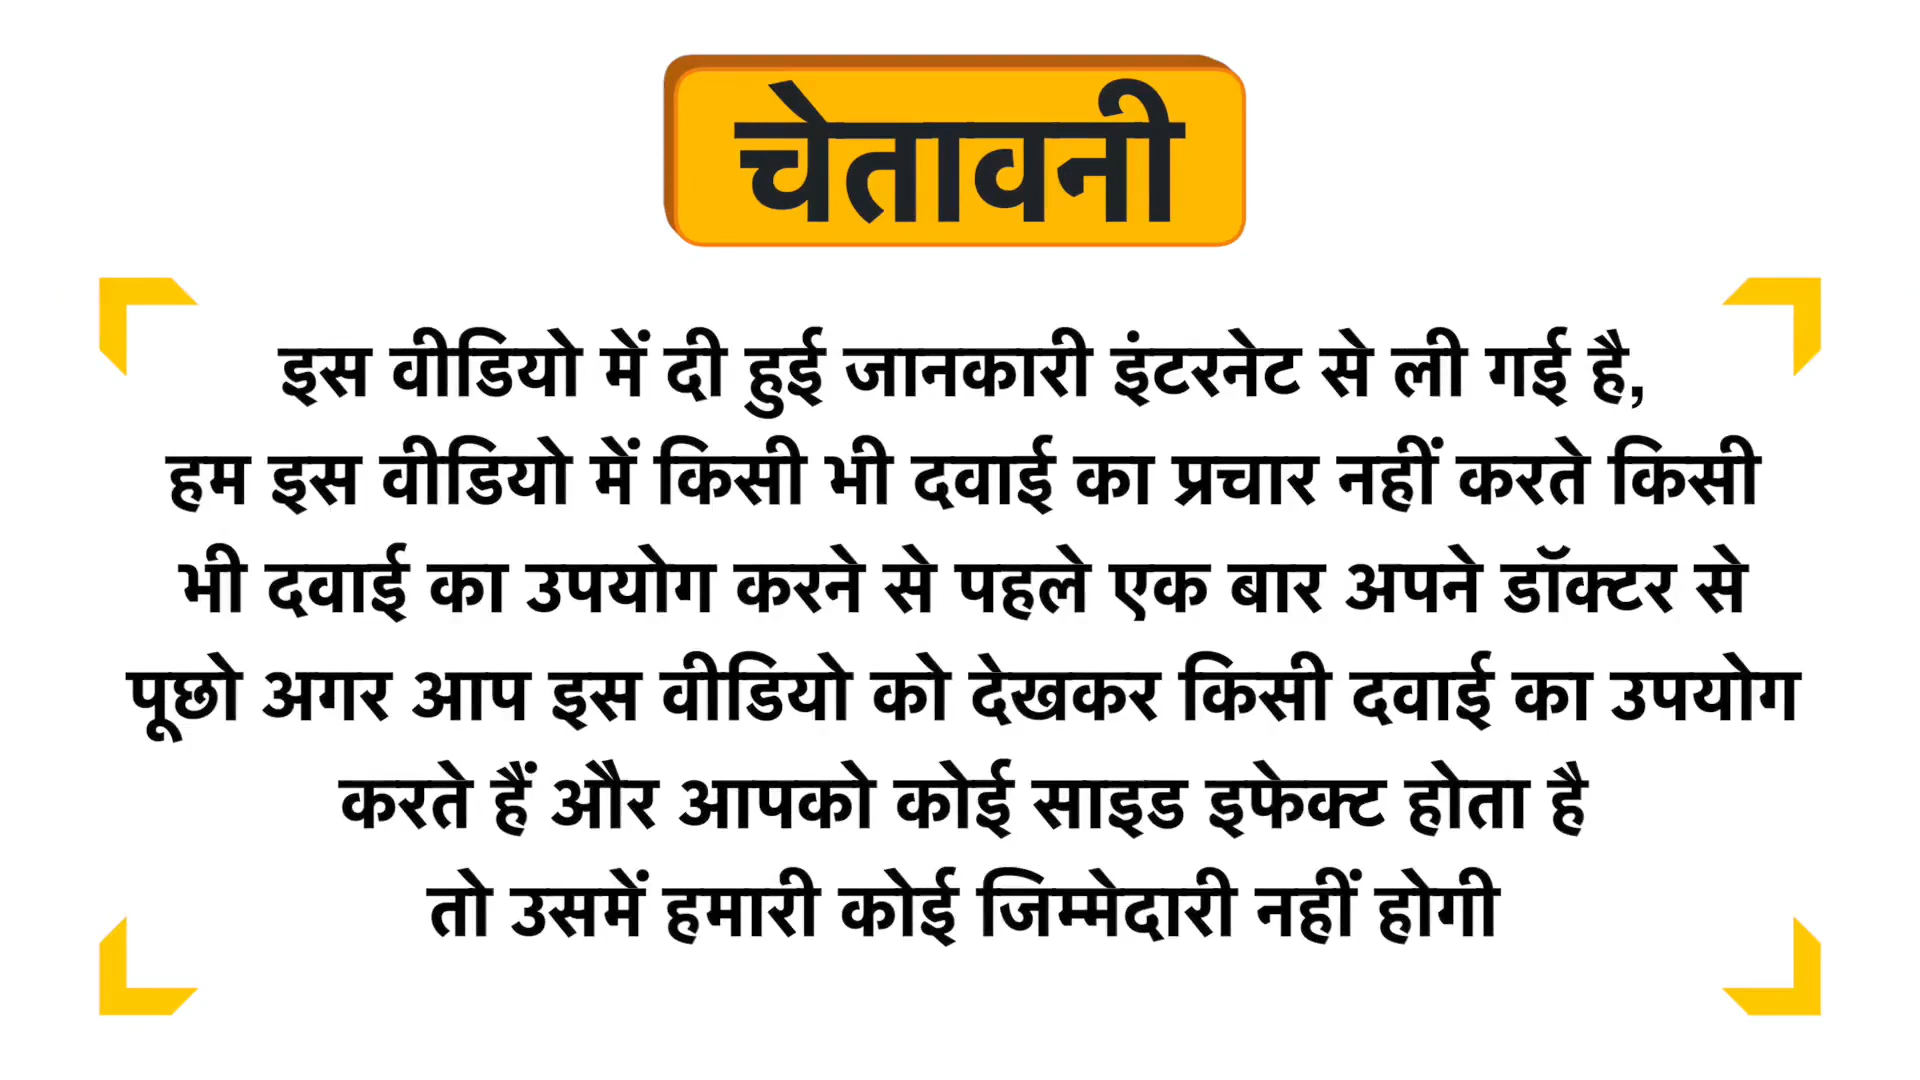 चेतावनी
इस वीडियो में दी हुई जानकारी इंटरनेट से ली गई है,
हम इस वीडियो में किसी भी दवाई का प्रचार नहीं करते किसी
भी दवाई का उपयोग करने से पहले एक बार अपने डॉक्टर से
पूछो अगर आप इस वीडियो को देखकर किसी दवाई का उपयोग
करते हैं और आपको कोई साइड इफेक्ट होता है
तो उसमें हमारी कोई जिम्मेदारी नहीं होगी